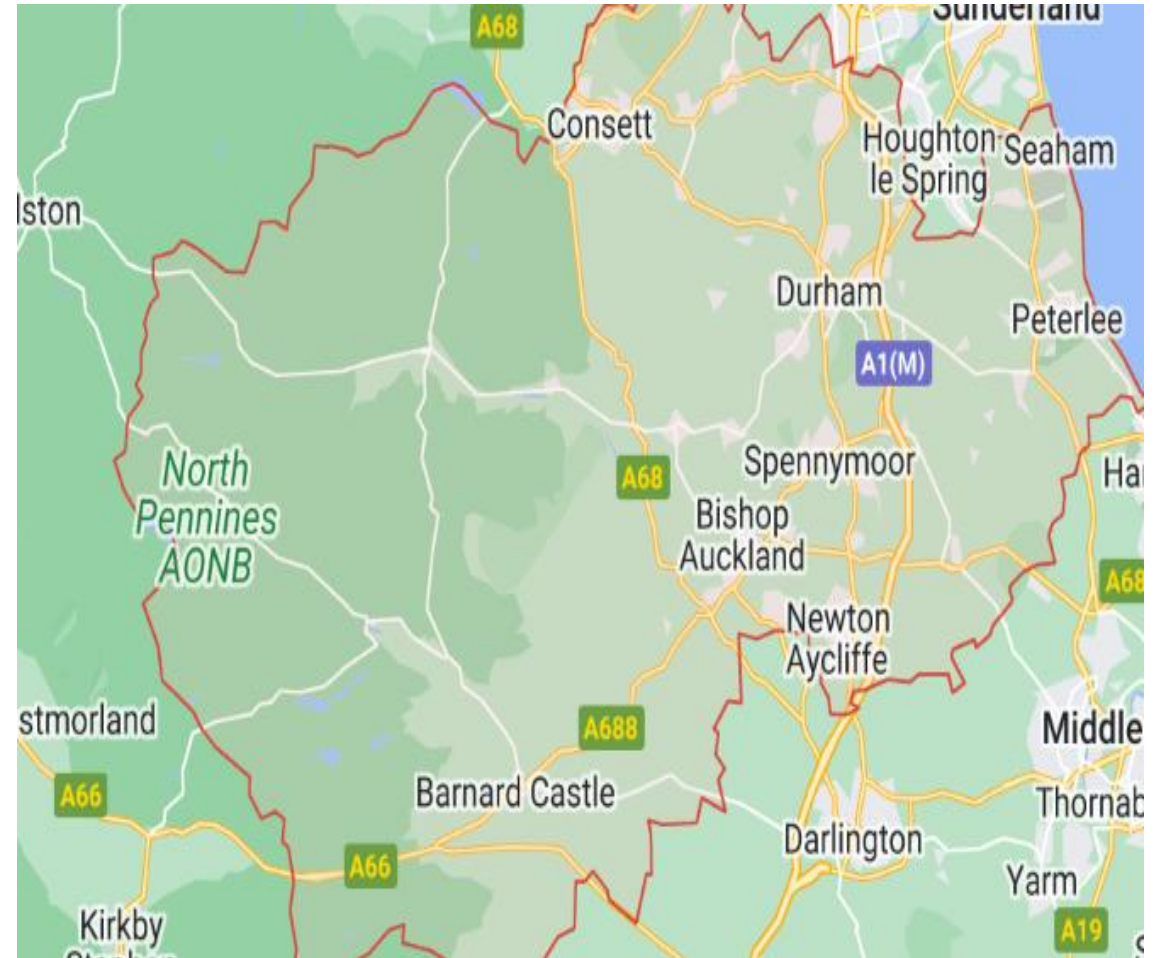 Sunderland
A68
Consett
Houghton
le Spring
Seaham
lston
Durham
Peterlee
A1(M)
North
Pennines
AONB
A68
Spennymoor
Ha
Bishop
Auckland
A68
Newton
Aycliffe
stmorland
A688
Middle
A66
Barnard Castle
Thornab
Darlington
A66
Yarm
Kirkby
Stephen
A19